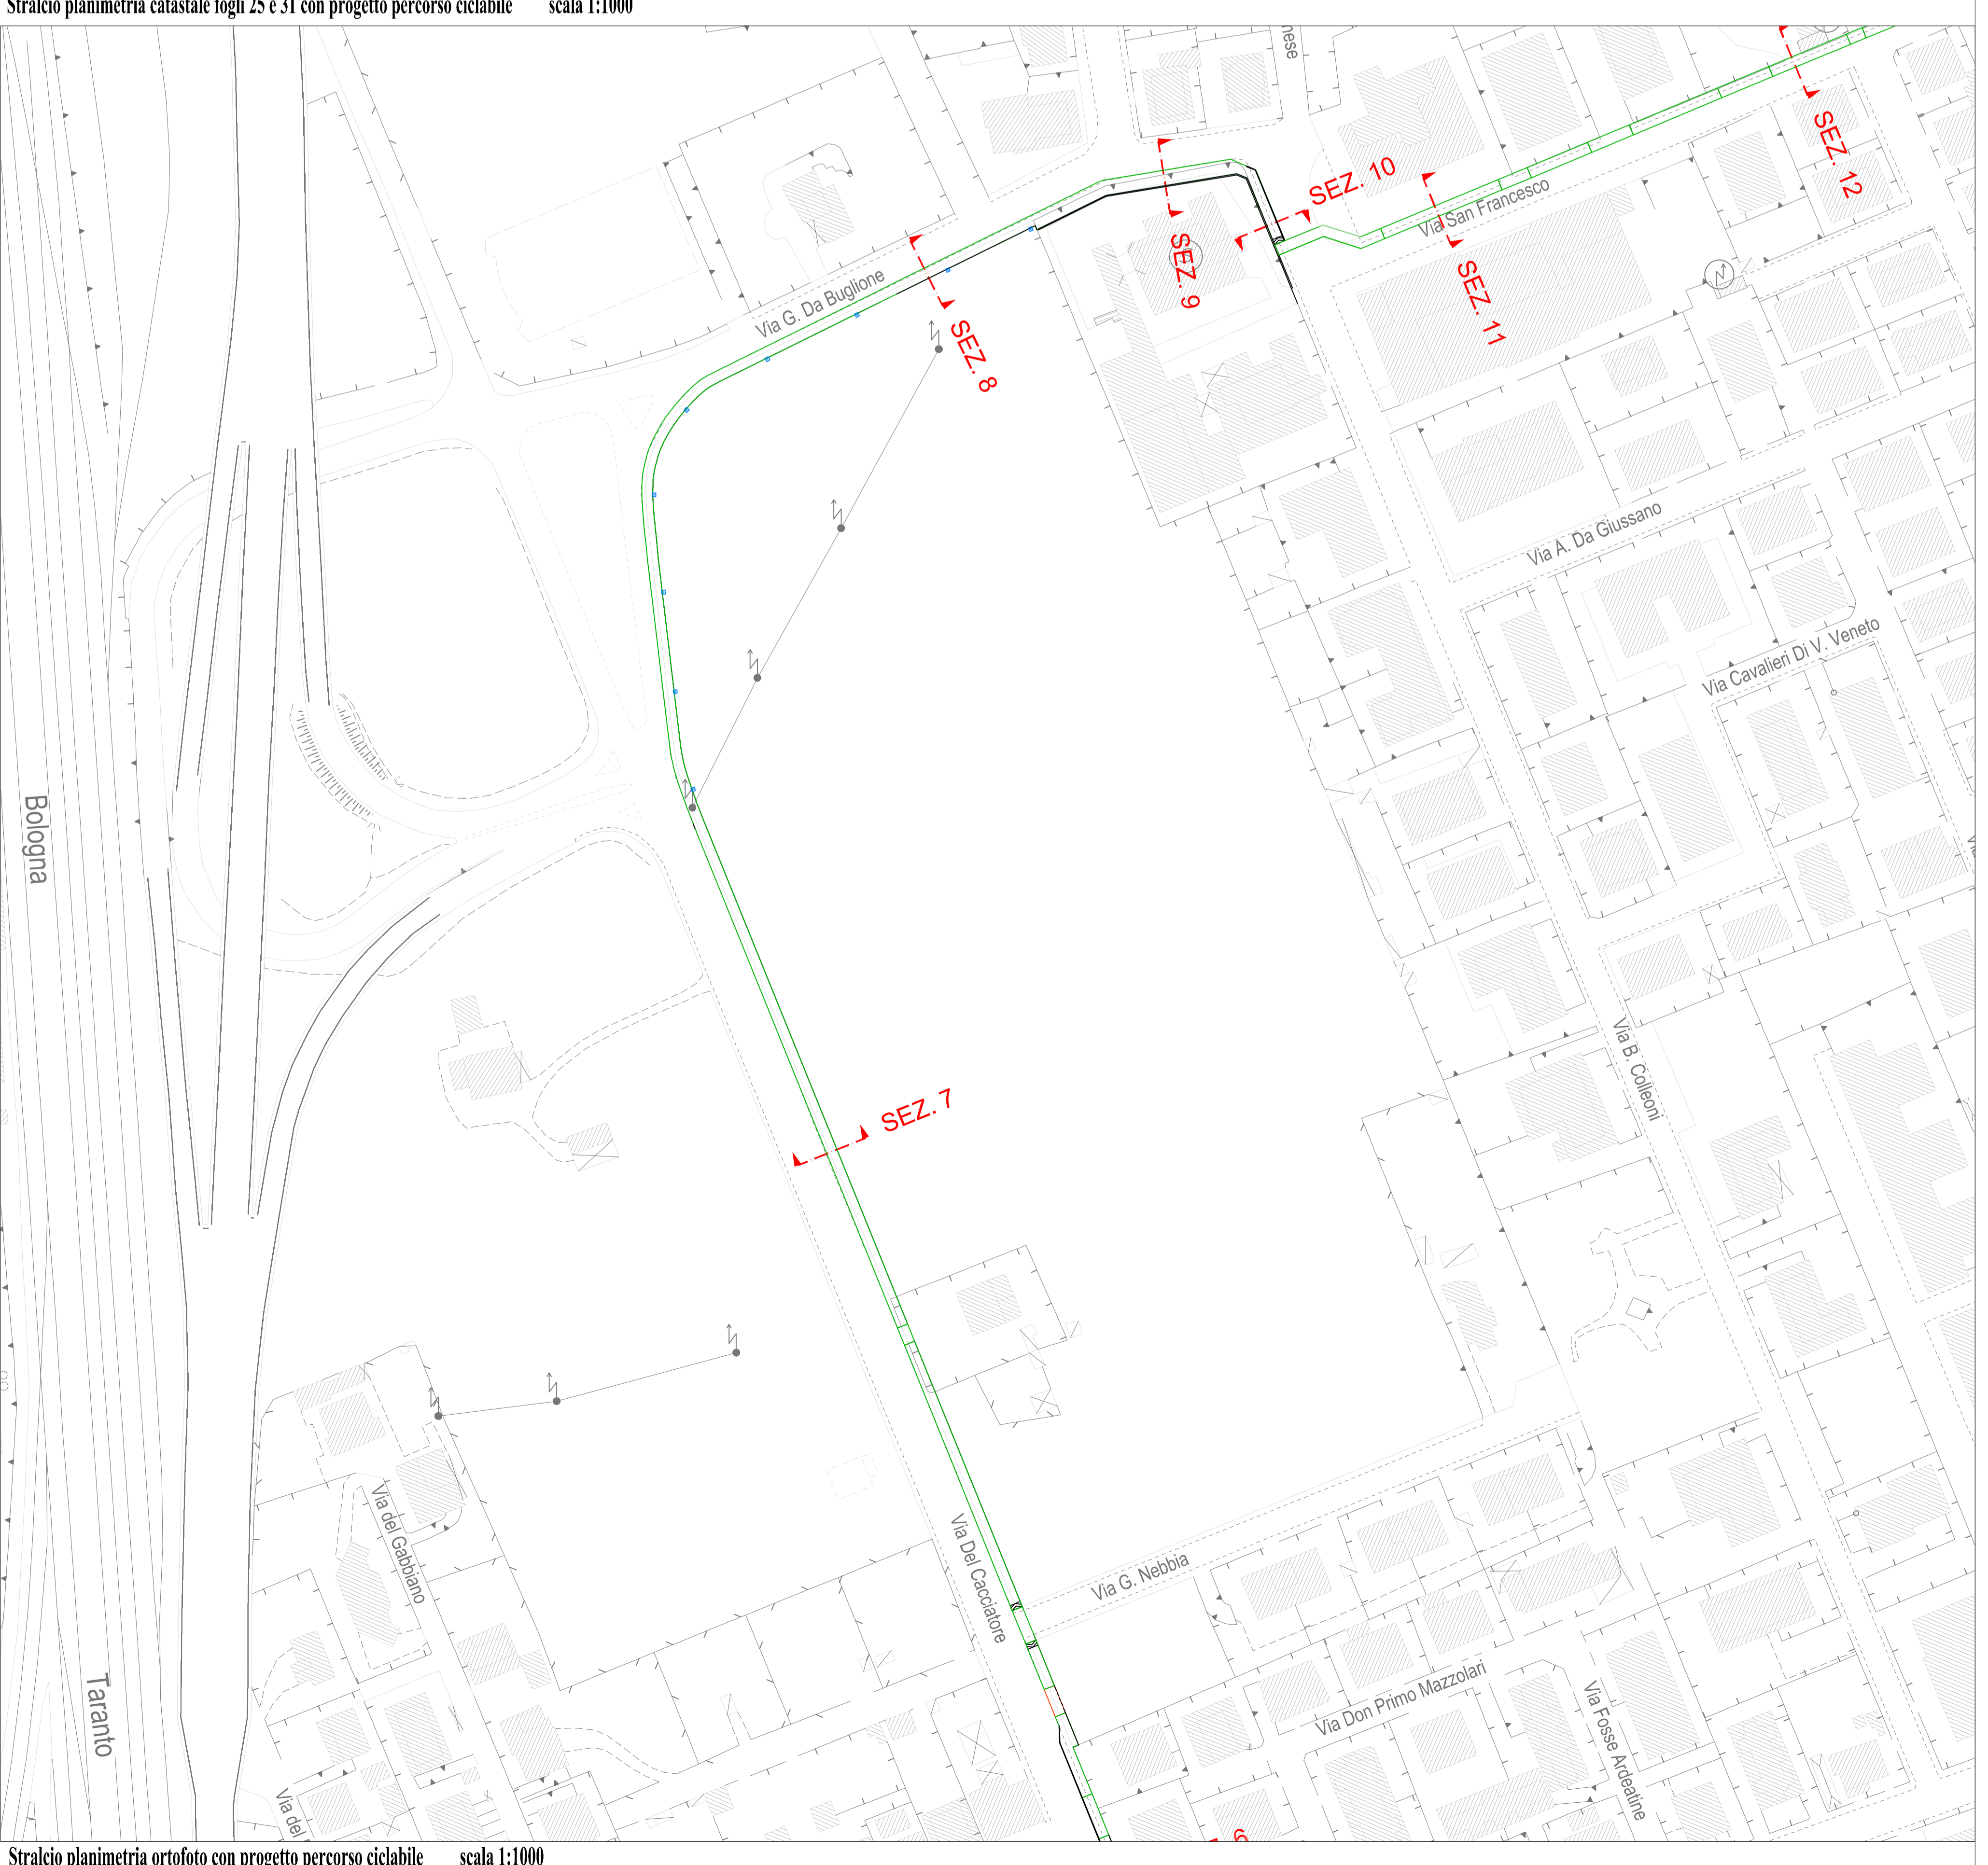 Stralcio planimetria catastale fogli 25 e 31 con progetto percorso ciclabile scala 1:1000
SEZ. 12
SEZ. 10
Via San Francesco
SEZ. 9
SEZ. 11
Via G. Da Buglione
SEZ. 8
Via A. Da Giussano
Via Cavalieri Di V. Veneto
Bologna
Via B. Colleoni
SEZ. 7
Via del Gabbiano
Via Del Cacciatore
Via G. Nebbia
Via Don Primo Mazzolari
Via Fosse Ardeatine
Taranto
Via del
6
Stralcio planimetria ortofoto con progetto percorso ciclabile scala 1:1000